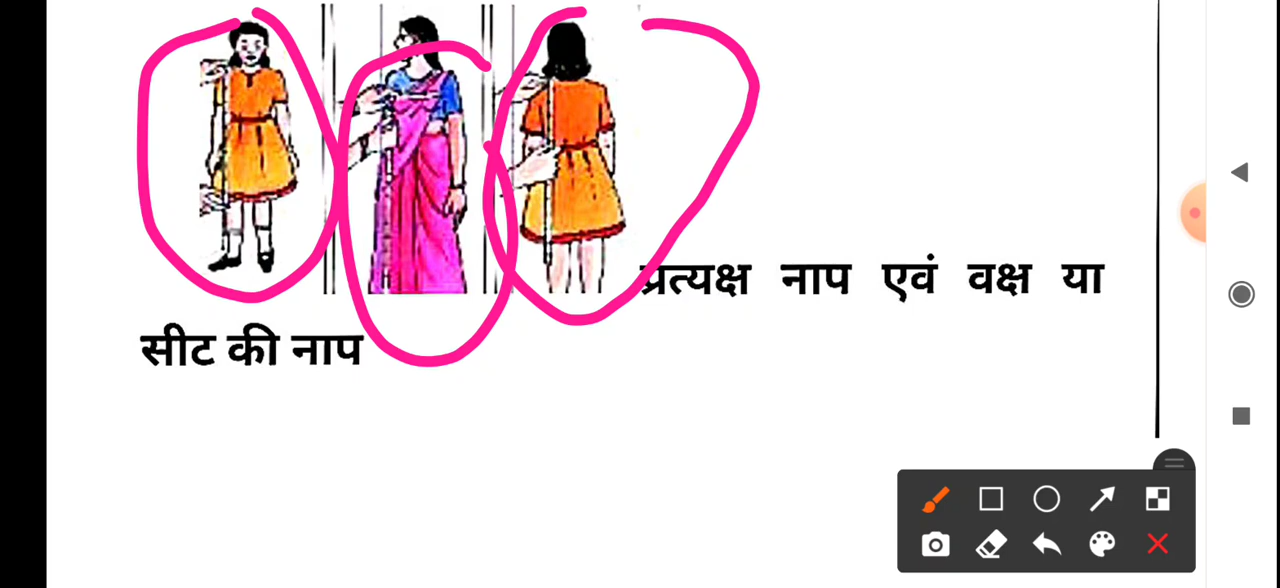 प्रत्यक्ष नाप एवं वक्ष या
सीट की नाप